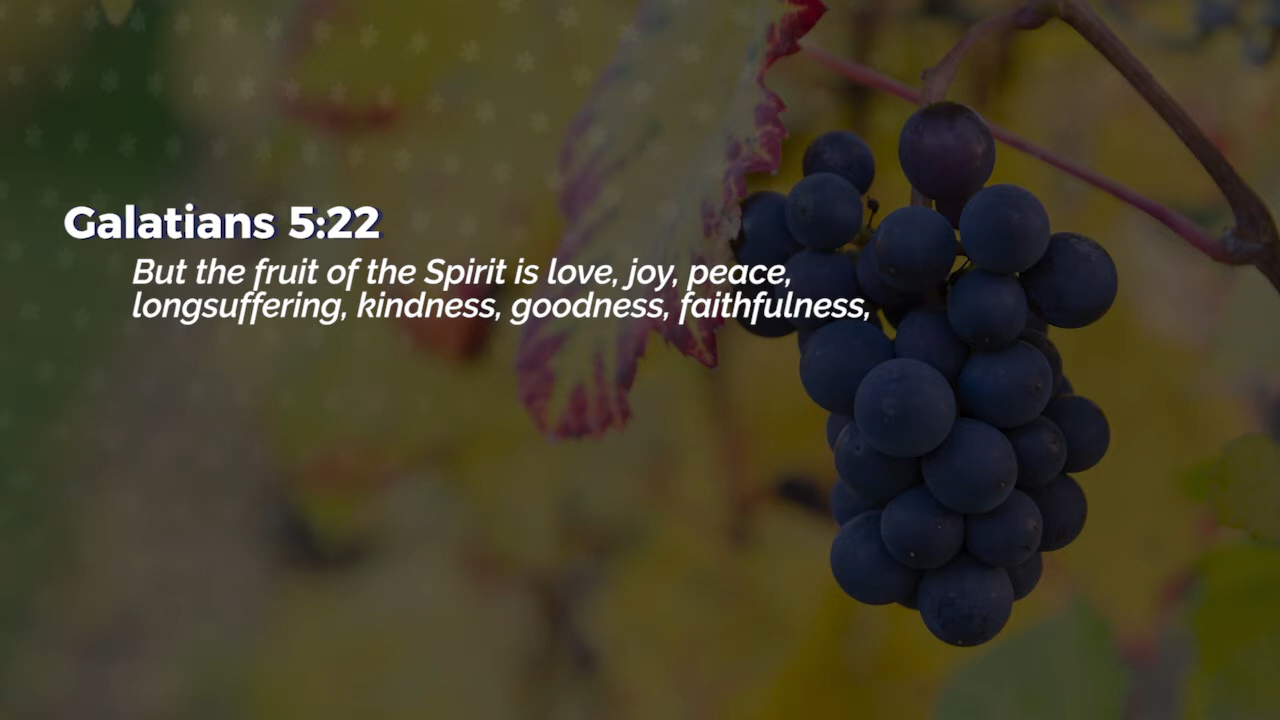 Galatians 5:22
But the fruit of the Spirit is love, joy, peace,
longsuffering, kindness, goodness, faithfulness,